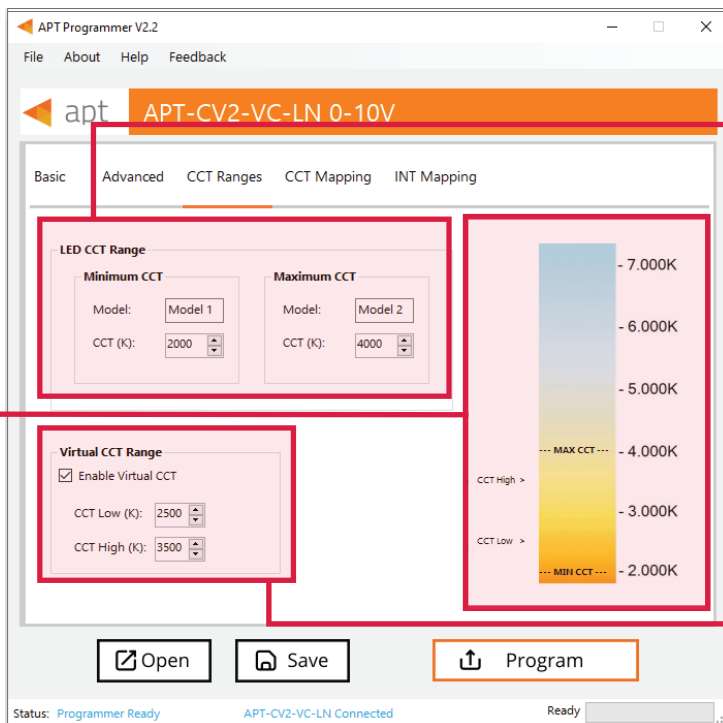 APT Programmer V2.2
File About Help Feedback
apt APT-CV2-VC-LN 0-10V
Basic Advanced CCT Ranges CCT Mapping INT Mapping
LED CCT Range
Minimum CCT
Model: Model 1
CCT (K): 2000
Maximum CCT
Model: Model 2
CCT (K): 4000
Virtual CCT Range
Enable Virtual CCT
CCT Low (K): 2500
CCT High (K): 3500
- 7.000K
- 6.000K
- 5.000K
--- MAX CCT --- - 4.000K
CCT High >
- 3.000K
CCT Low >
--- MIN CCT --- - 2.000K
Open Save Program
Status: Programmer Ready APT-CV2-VC-LN Connected Ready